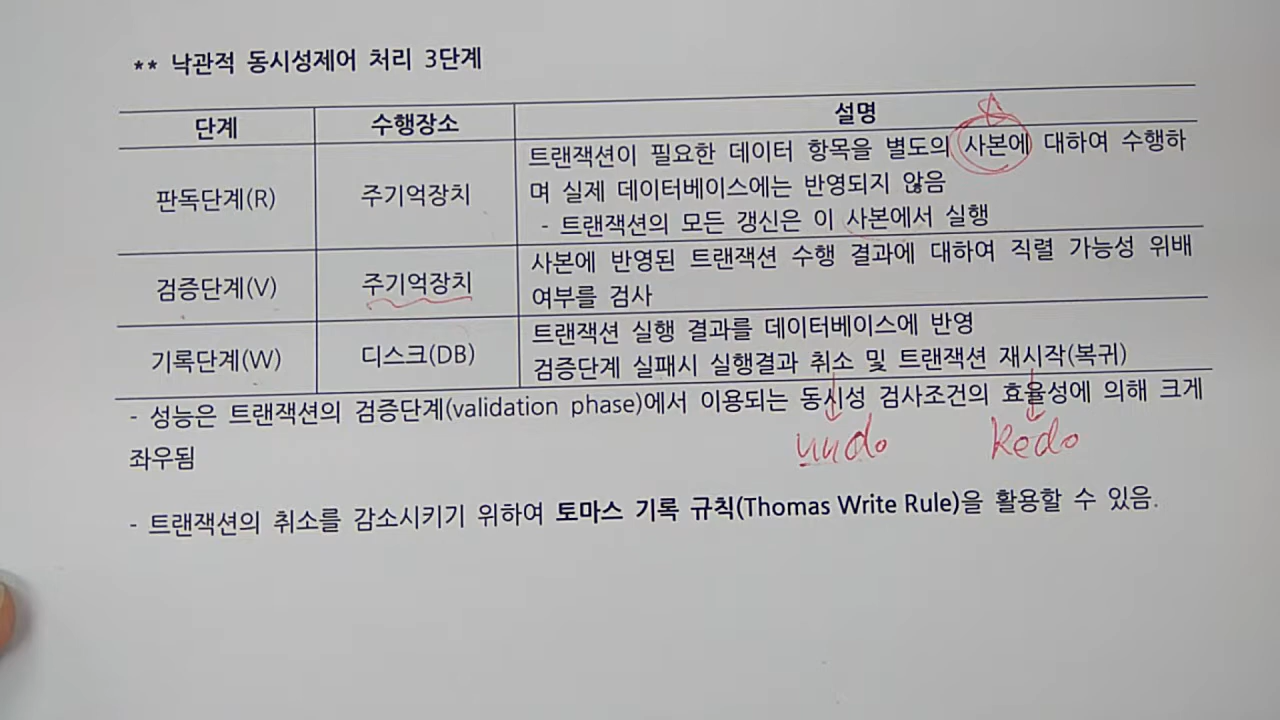 ** 낙관적 동시성제어 처리 3단계
단계 수행장소 설명
판독단계(R) 주기억장치 트랜잭션이 필요한 데이터 항목을 별도의 사본에 대하여 수행하
며 실제 데이터베이스에는 반영되지 않음
- 트랜잭션의 모든 갱신은 이 사본에서 실행
검증단계(V) 주기억장치 사본에 반영된 트랜잭션 수행 결과에 대하여 직렬 가능성 위배
여부를 검사
기록단계(W) 디스크(DB) 트랜잭션 실행 결과를 데이터베이스에 반영
검증단계 실패시 실행결과 취소 및 트랜잭션 재시작(복귀)
- 성능은 트랜잭션의 검증단계(validation phase)에서 이용되는 동시성 검사조건의 효율성에 의해 크게
좌우됨
undo Redo
- 트랜잭션의 취소를 감소시키기 위하여 토마스 기록 규칙(Thomas Write Rule)을 활용할 수 있음.